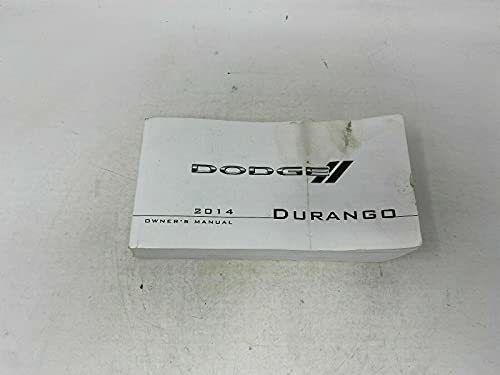 DODGE
2014
OWNER'S MANUAL
DURANGO